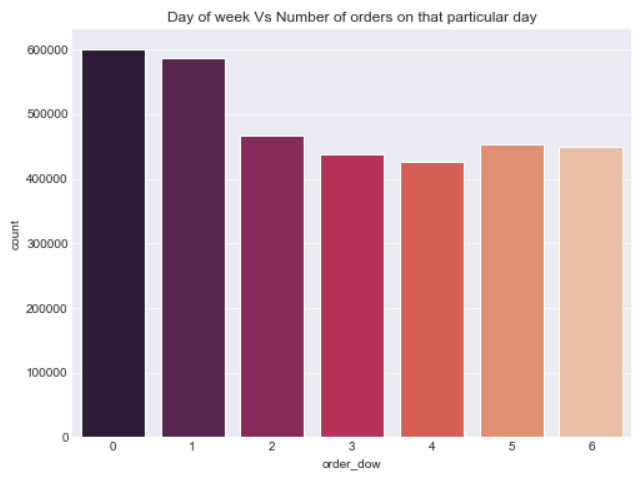 Day of week Vs Number of orders on that particular day
600000
500000
400000
300000
200000
100000
0
count
0 1 2 3 4 5 6
order_dow